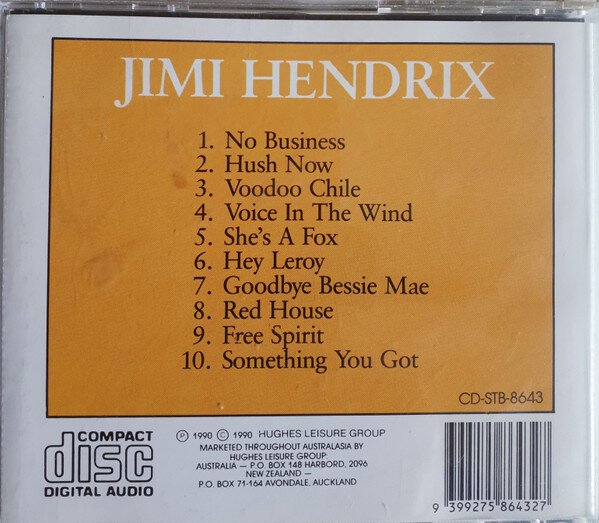 JIMI HENDRIX
1. No Business
2. Hush Now
3. Voodoo Chile
4. Voice In The Wind
5. She's A Fox
6. Hey Leroy
7. Goodbye Bessie Mae
8. Red House
9. Free Spirit
10. Something You Got
CD-STB-8643
COMPACT
disc
DIGITAL AUDIO
Ⓟ 1990 Ⓒ 1990 HUGHES LEISURE GROUP
MARKETED THROUGHOUT AUSTRALASIA BY
HUGHES LEISURE GROUP:
AUSTRALIA — P.O. BOX 148 HARBORD, 2096
NEW ZEALAND —
P.O. BOX 71-164 AVONDALE, AUCKLAND
9 399275 864327